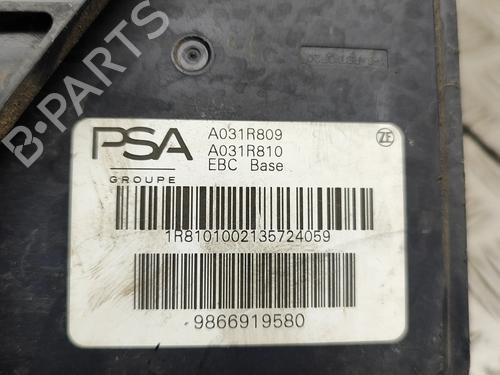 B-PARTS
PSA
GROUPE
A031R809
A031R810
EBC Base
ZF
1R8101002135724059
9866919580